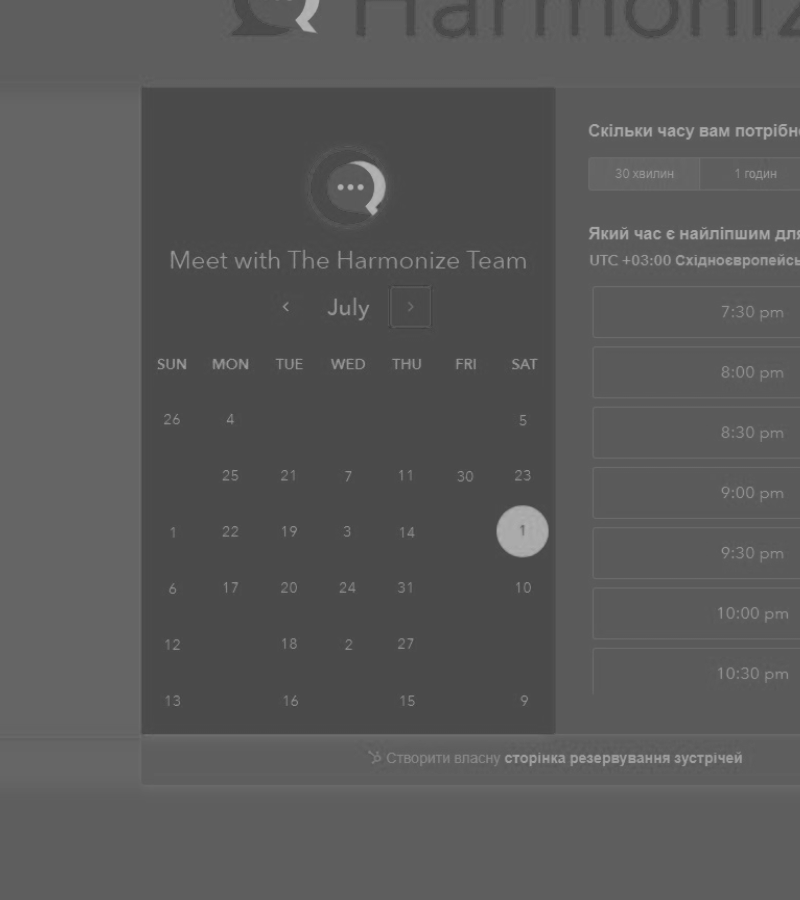 Harmoniz
Meet with The Harmonize Team
July
SUN MON TUE WED THU FRI SAT
26 4 5
25 21 7 11 30 23
1 22 19 3 14 1
6 17 20 24 31 10
12 18 2 27
13 16 15 9
Скільки часу вам потрібн
30 хвилин 1 годин
Який час є найліпшим для
UTC +03:00 Східноєвропейсь
7:30 pm
8:00 pm
8:30 pm
9:00 pm
9:30 pm
10:00 pm
10:30 pm
Створити власну сторінка резервування зустрічей